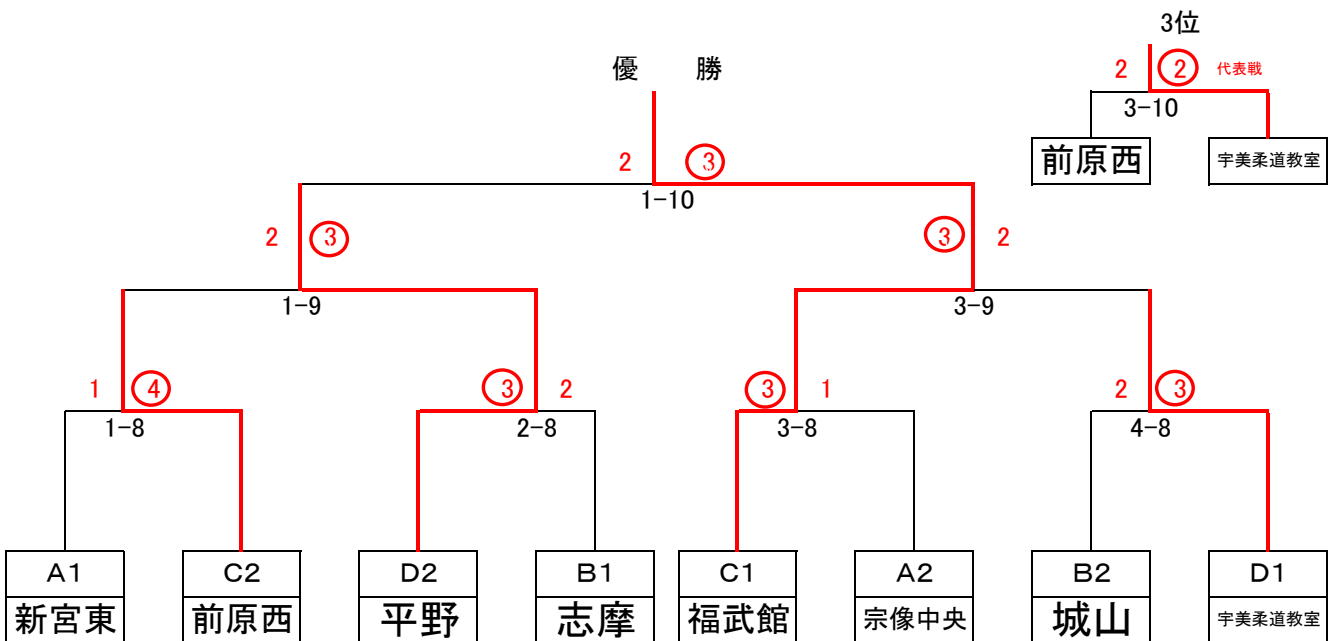 3位
優 勝
2 ② 代表戦
3-10
前原西 宇美柔道教室
2 ③
1-10
2 ③ ③ 2
1-9 3-9
1 ④ ③ 2 ③ 1 2 ③
1-8 2-8 3-8 4-8
A1 C2 D2 B1 C1 A2 B2 D1
新宮東 前原西 平野 志摩 福武館 宗像中央 城山 宇美柔道教室